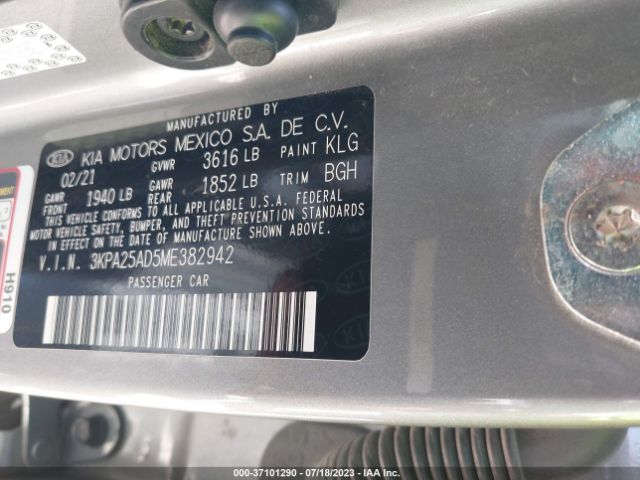 MANUFACTURED BY
KIA KIA MOTORS MEXICO S.A. DE C.V.
02/21 GVWR 3616 LB PAINT KLG
GAWR FRONT 1940 LB GAWR REAR 1852 LB TRIM BGH
THIS VEHICLE CONFORMS TO ALL APPLICABLE U.S.A. FEDERAL
MOTOR VEHICLE SAFETY, BUMPER, AND THEFT PREVENTION STANDARDS
IN EFFECT ON THE DATE OF MANUFACTURE SHOWN ABOVE.
V.I.N. 3KPA25AD5ME382942
PASSENGER CAR
H910
000-37101290 - 07/18/2023 - IAA Inc.